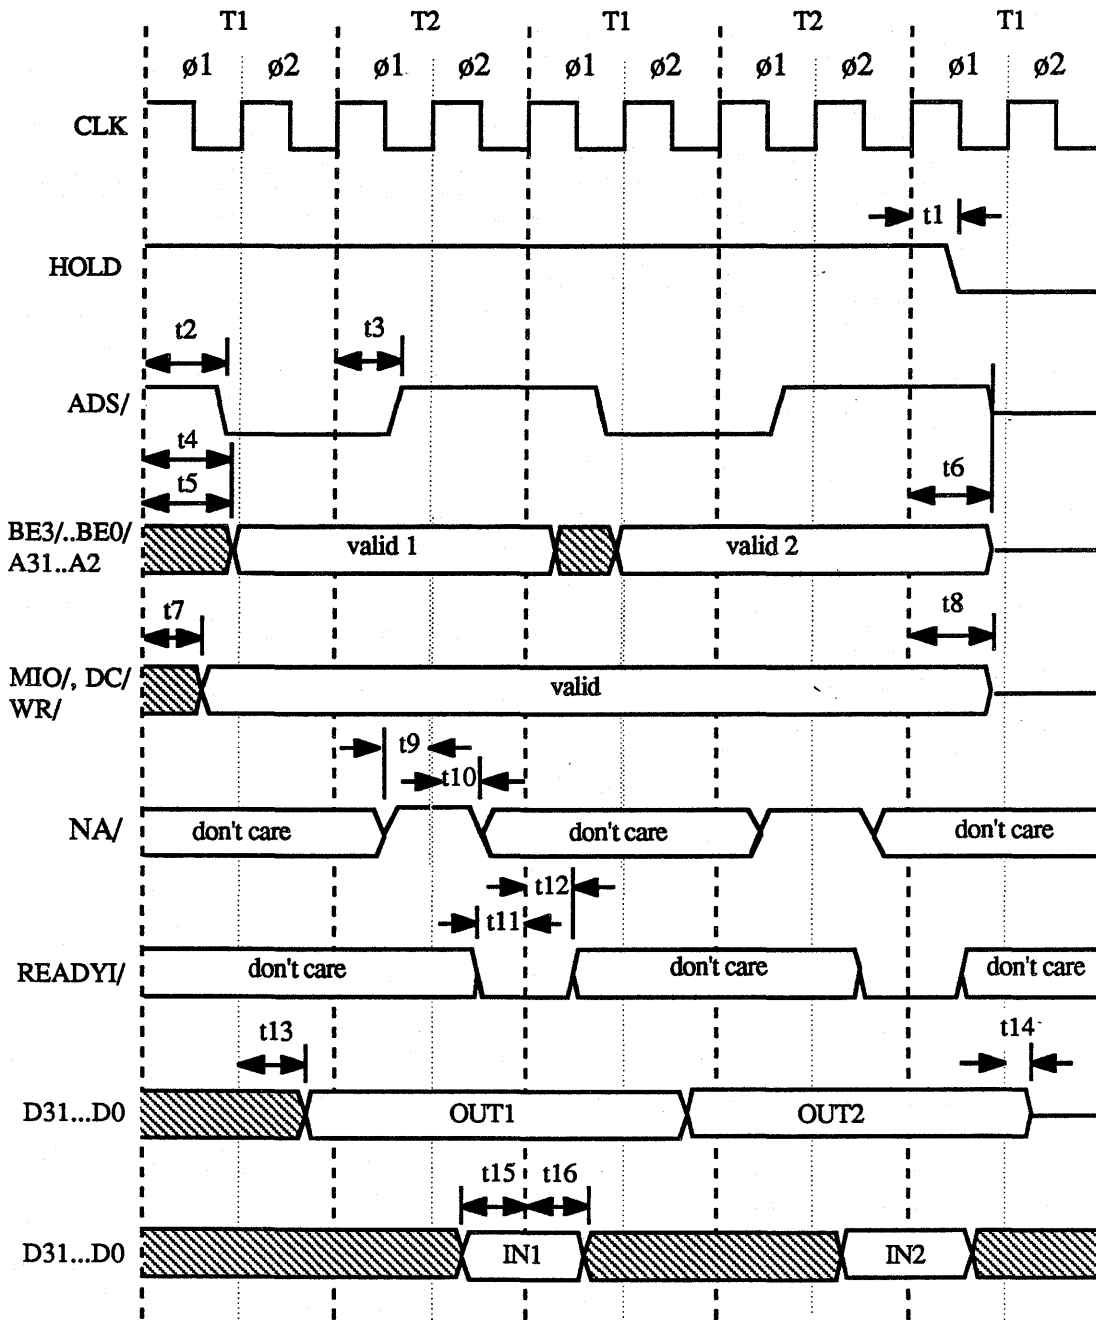 T1 T2 T1 T2 T1
ø1 ø2 ø1 ø2 ø1 ø2 ø1 ø2 ø1 ø2
CLK
t1
HOLD
t2 t3
ADS/
t4
t5 t6
BE3/..BE0/
A31..A2
valid 1 valid 2
t7 t8
MIO/, DC/
WR/
valid
t9
t10
NA/ don't care don't care don't care
t12
t11
READYI/ don't care don't care don't care
t13 t14
D31...D0 OUT1 OUT2
t15 t16
D31...D0 IN1 IN2